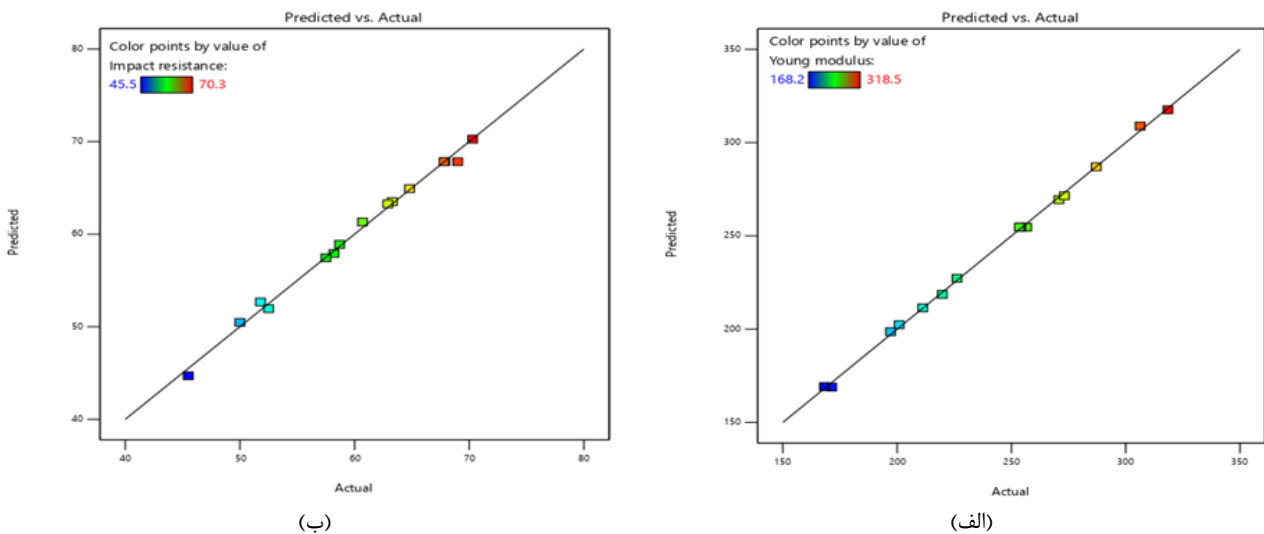 Predicted vs. Actual
Color points by value of
Impact resistance:
45.5 70.3
80
70
60
50
40
Predicted
40 50 60 70 80
Actual
(ب)
Predicted vs. Actual
Color points by value of
Young modulus:
168.2 318.5
350
300
250
200
150
Predicted
150 200 250 300 350
Actual
(الف)